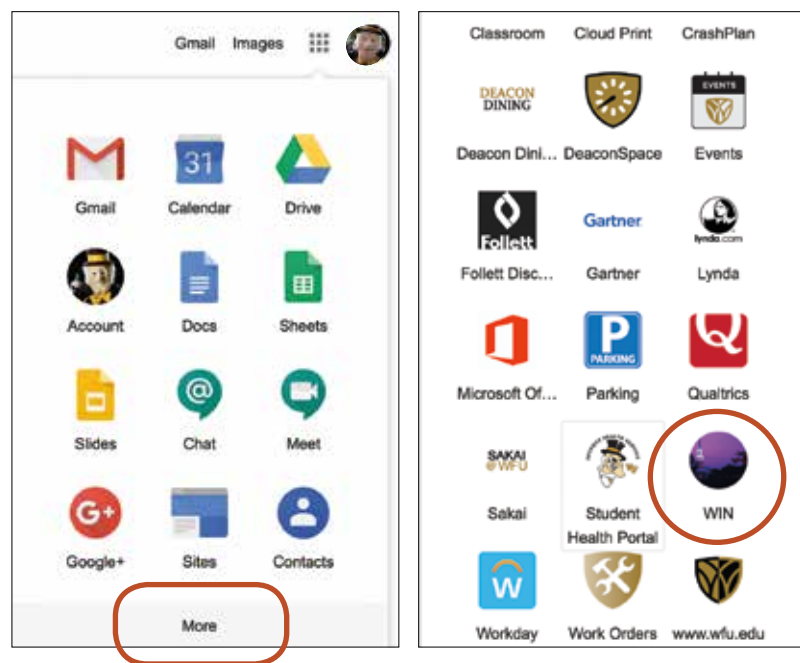 Gmail Images
31
Gmail Calendar Drive
Account Docs Sheets
@
Slides Chat Meet
G+
Google+ Sites Contacts
More
Classroom Cloud Print CrashPlan
DEACON
DINING
EVENTS
W
Deacon Dini... DeaconSpace Events
Follett
Gartner
lynda.com
Follett Disc... Gartner Lynda
P
PARKING
Q
Microsoft Of... Parking Qualtrics
SAKAI
@WFU
Sakai Student WIN
Health Portal
W
W
Workday Work Orders www.wfu.edu